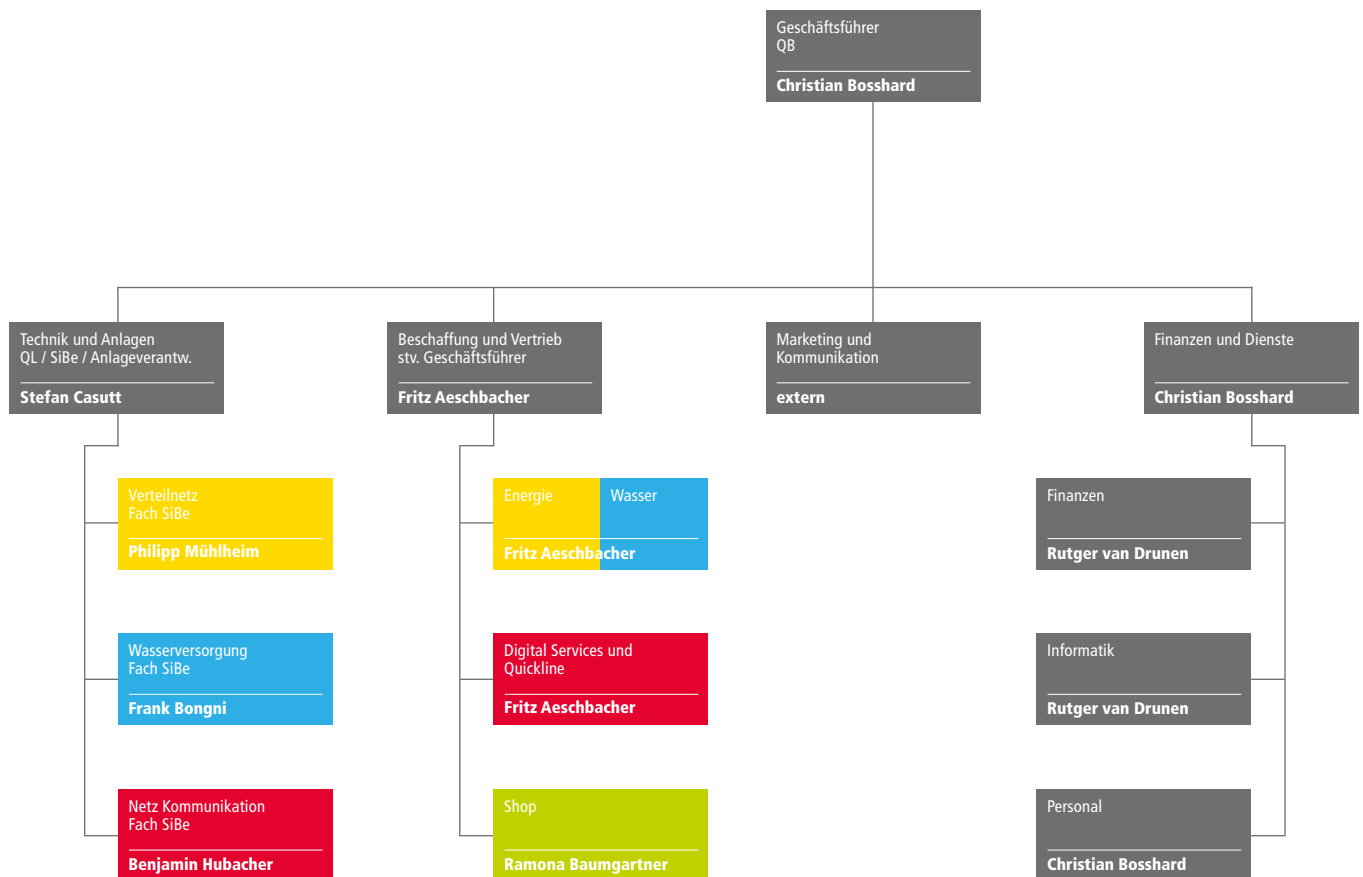 Geschäftsführer
QB
Christian Bosshard
Technik und Anlagen
QL / SiBe / Anlageverantw.
Stefan Casutt
Beschaffung und Vertrieb
stv. Geschäftsführer
Fritz Aeschbacher
Marketing und
Kommunikation
extern
Finanzen und Dienste
Christian Bosshard
Verteilnetz
Fach SiBe
Philipp Mühlheim
Energie
Wasser
Fritz Aeschbacher
Finanzen
Rutger van Drunen
Wasserversorgung
Fach SiBe
Frank Bongni
Digital Services und
Quickline
Fritz Aeschbacher
Informatik
Rutger van Drunen
Netz Kommunikation
Fach SiBe
Benjamin Hubacher
Shop
Ramona Baumgartner
Personal
Christian Bosshard